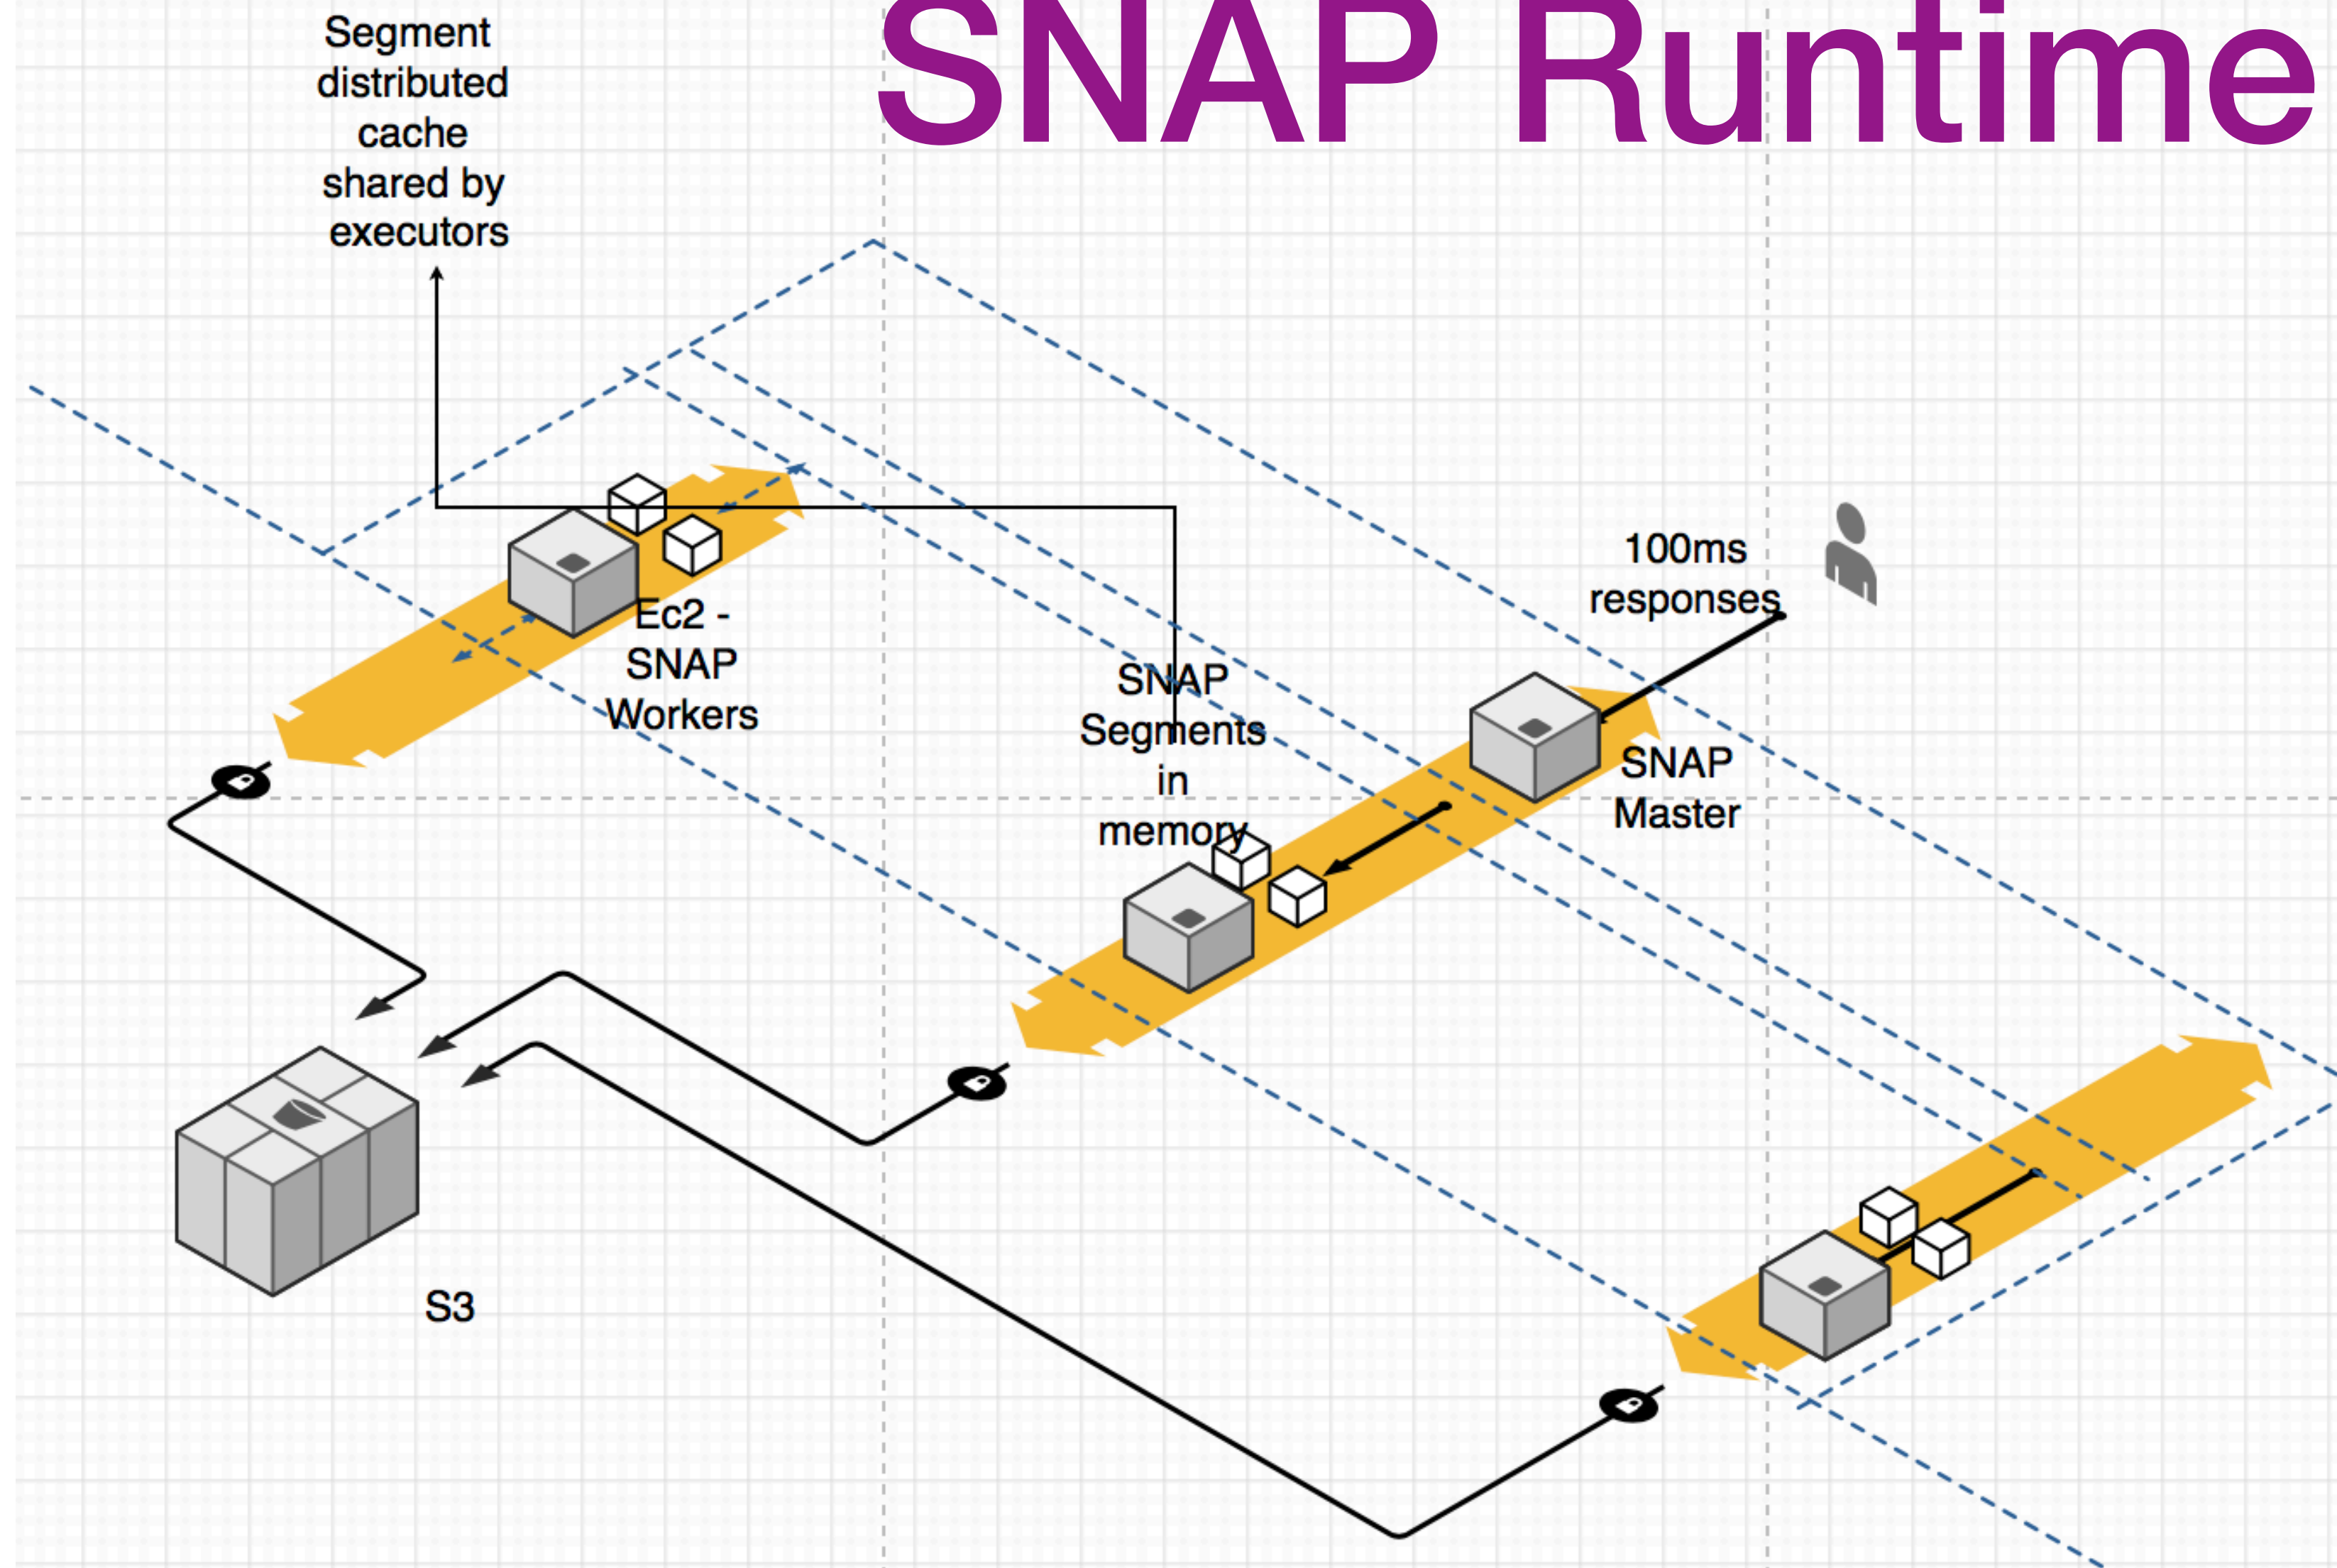 SNAP Runtime
Segment
distributed
cache
shared by
executors
100ms
responses
Ec2 -
SNAP
Workers
SNAP
Segments
in
memory
SNAP
Master
S3